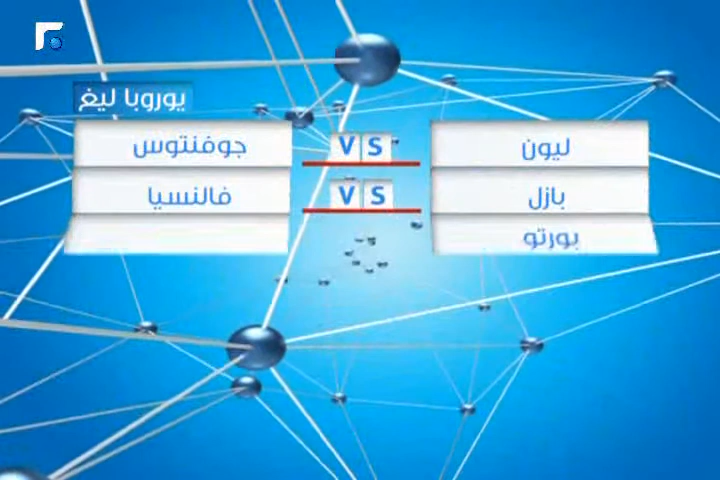 يوروبا ليغ
ليون VS جوفنتوس
بازل VS فالنسيا
بورتو